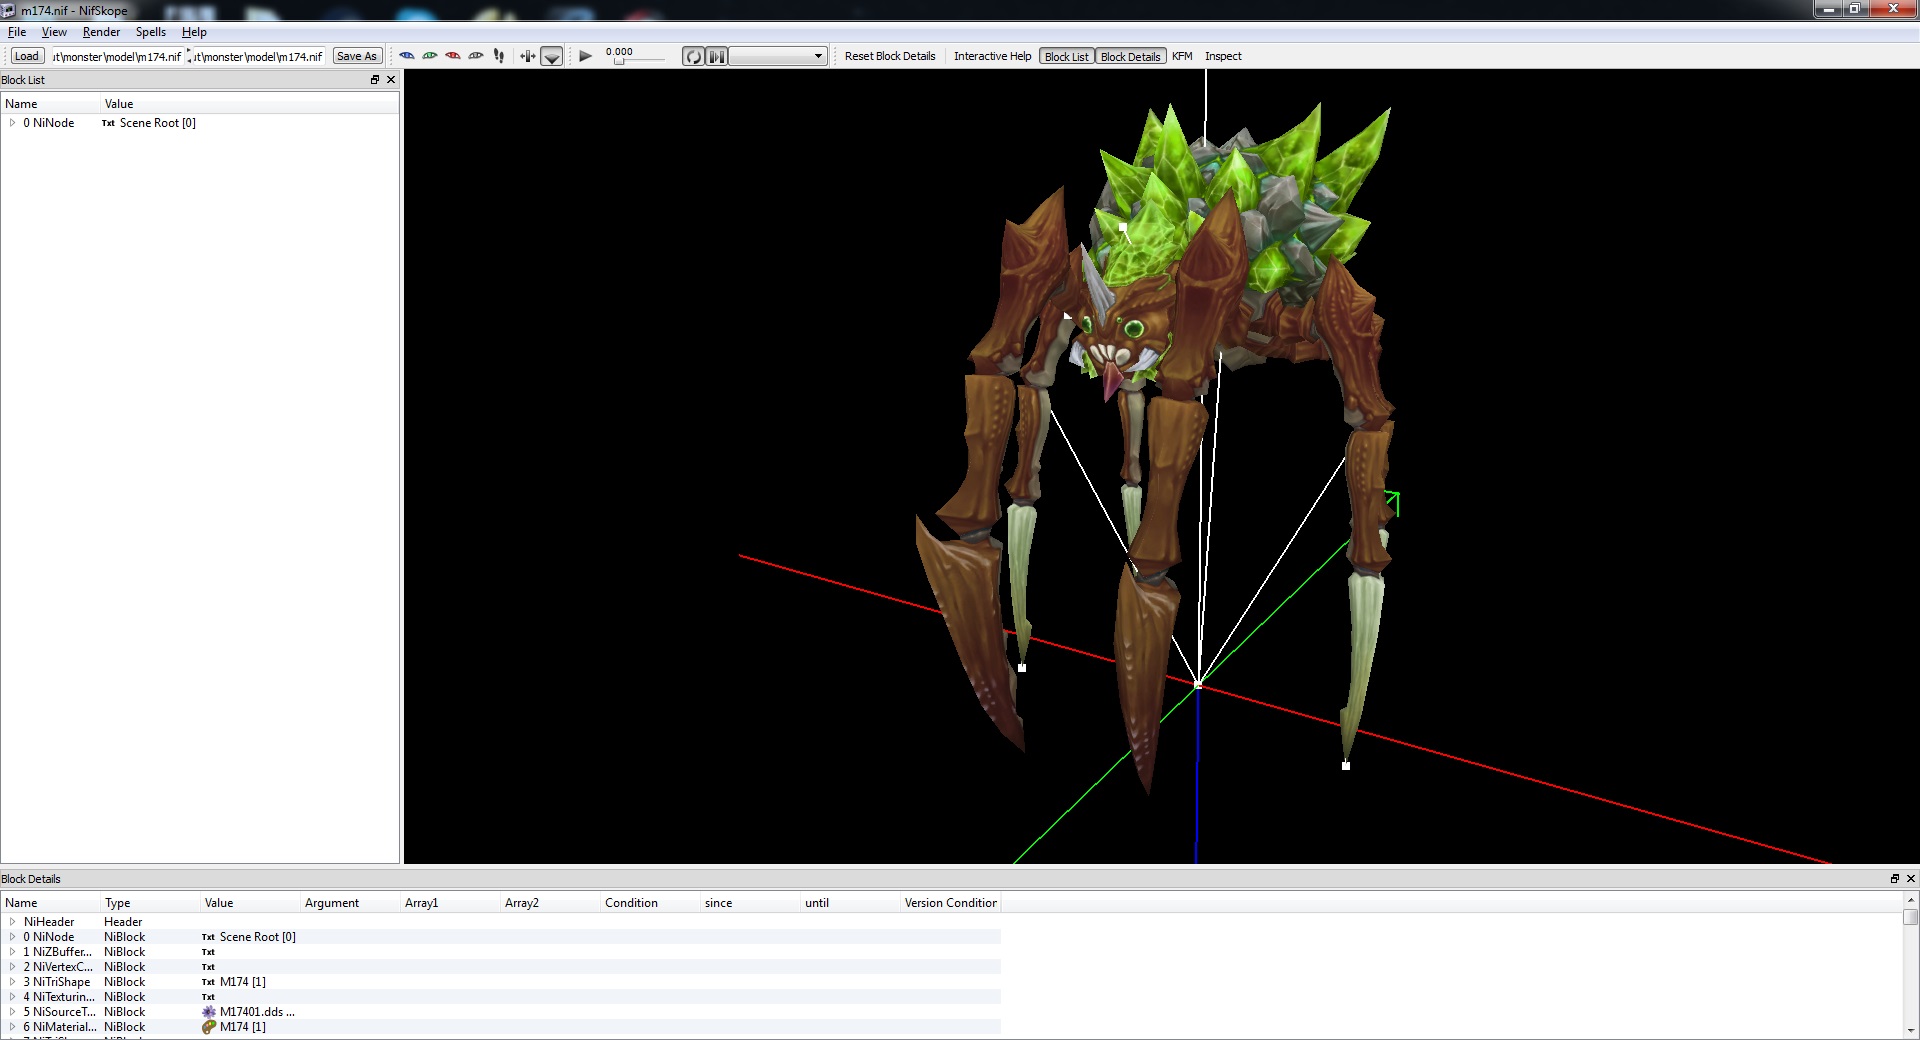 m174.nif - NifSkope
File View Render Spells Help
Load ıt\monster\model\m174.nif ıt\monster\model\m174.nif Save As 0.000 Reset Block Details Interactive Help Block List Block Details KFM Inspect
Block List
Name Value
0 NiNode Txt Scene Root [0]
Block Details
Name Type Value Argument Array1 Array2 Condition since until Version Condition
NiHeader Header
0 NiNode NiBlock Txt Scene Root [0]
1 NiZBuffer... NiBlock Txt
2 NiVertexC... NiBlock Txt
3 NiTriShape NiBlock Txt M174 [1]
4 NiTexturin... NiBlock Txt
5 NiSourceT... NiBlock M17401.dds ...
6 NiMaterial... NiBlock M174 [1]